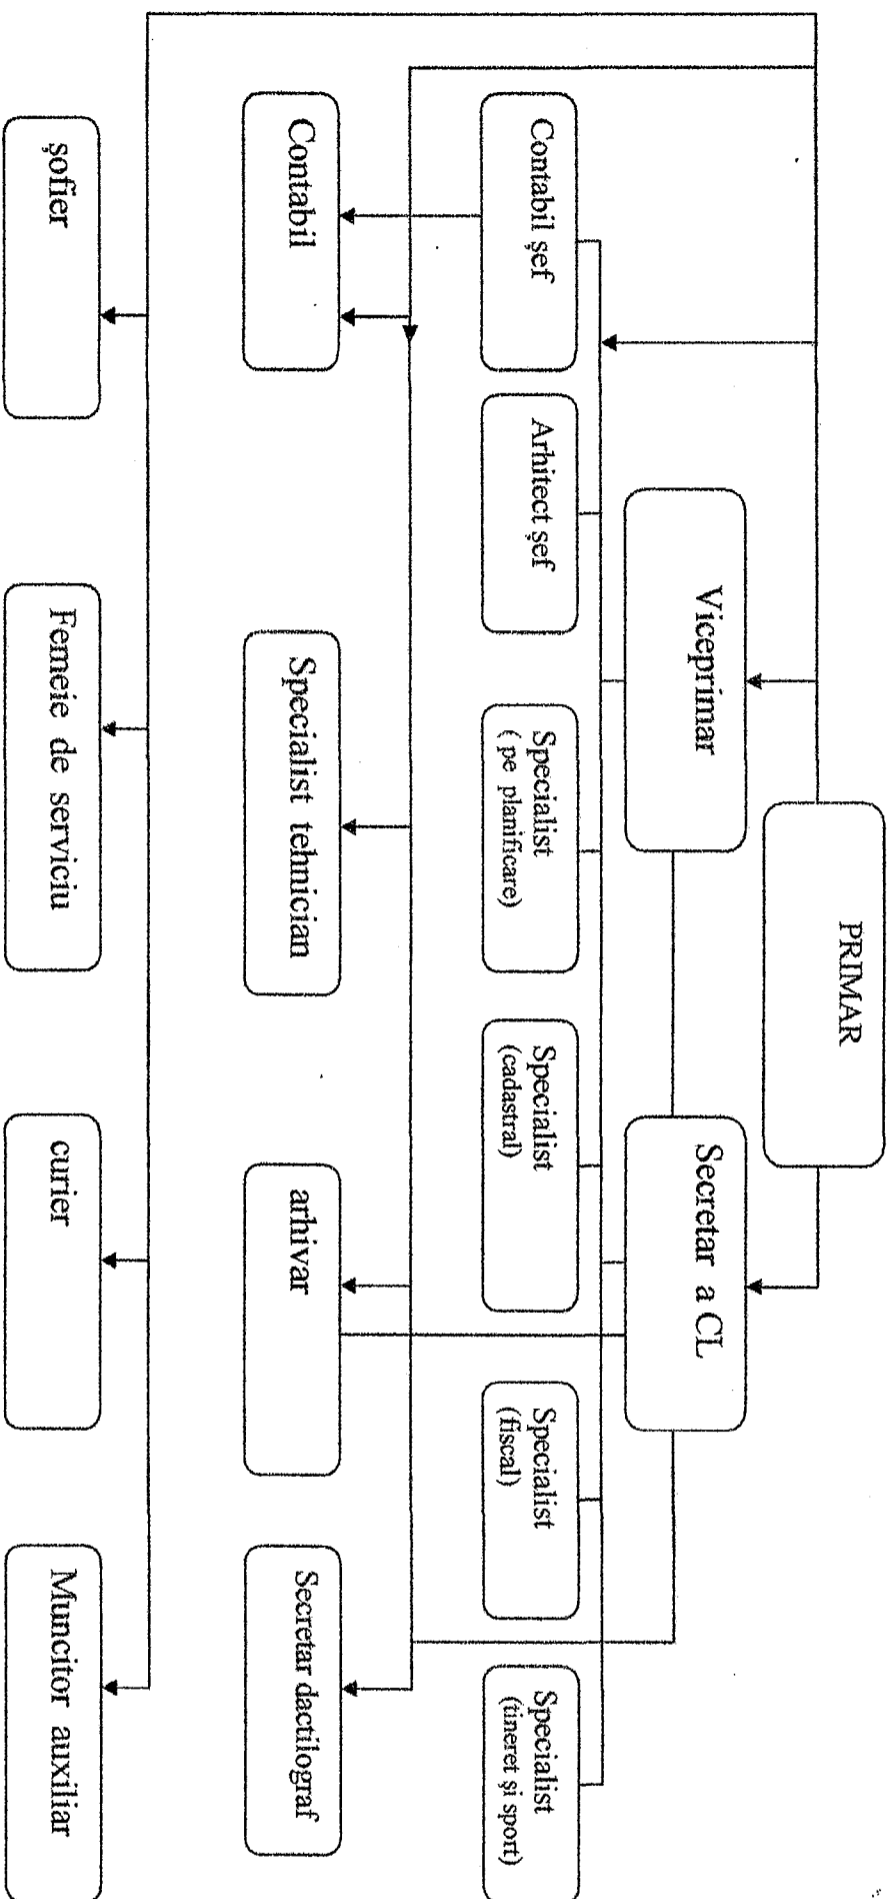 PRIMAR
Viceprimar
Secretar a CL
Contabil şef
Arhitect şef
Specialist
( pe planificare)
Specialist
(cadastral)
Specialist
(fiscal)
Specialist
(tineret şi sport)
Contabil
Specialist tehnician
arhivar
Secretar dactilograf
şofier
Femeie de serviciu
curier
Muncitor auxiliar